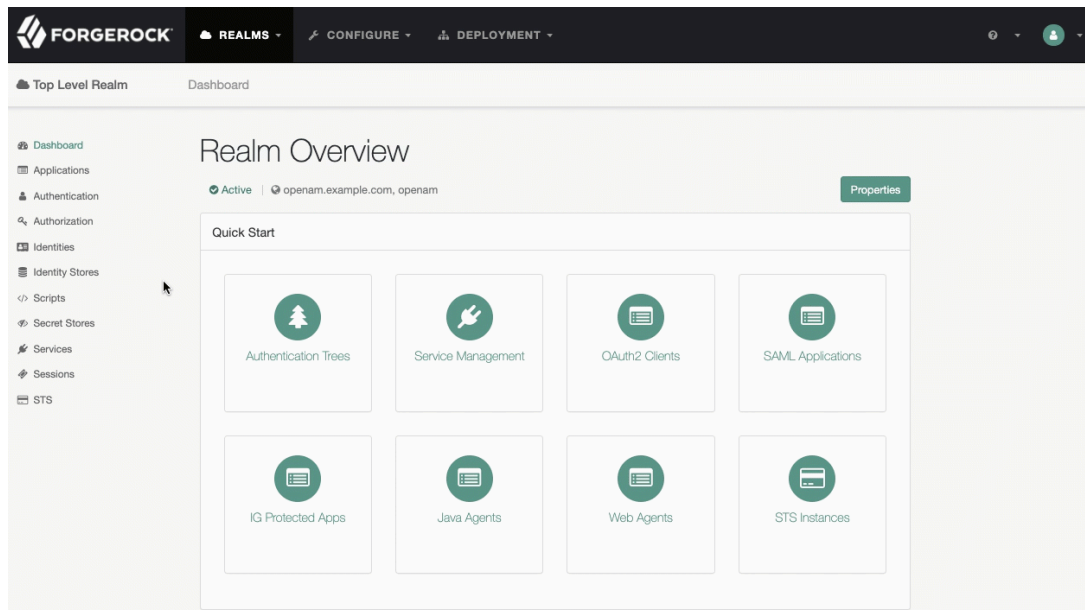 FORGEROCK REALMS CONFIGURE DEPLOYMENT
Top Level Realm Dashboard
Dashboard
Applications
Authentication
Authorization
Identities
Identity Stores
Scripts
Secret Stores
Services
Sessions
STS
Realm Overview
Active openam.example.com, openam Properties
Quick Start
Authentication Trees Service Management OAuth2 Clients SAML Applications
IG Protected Apps Java Agents Web Agents STS Instances